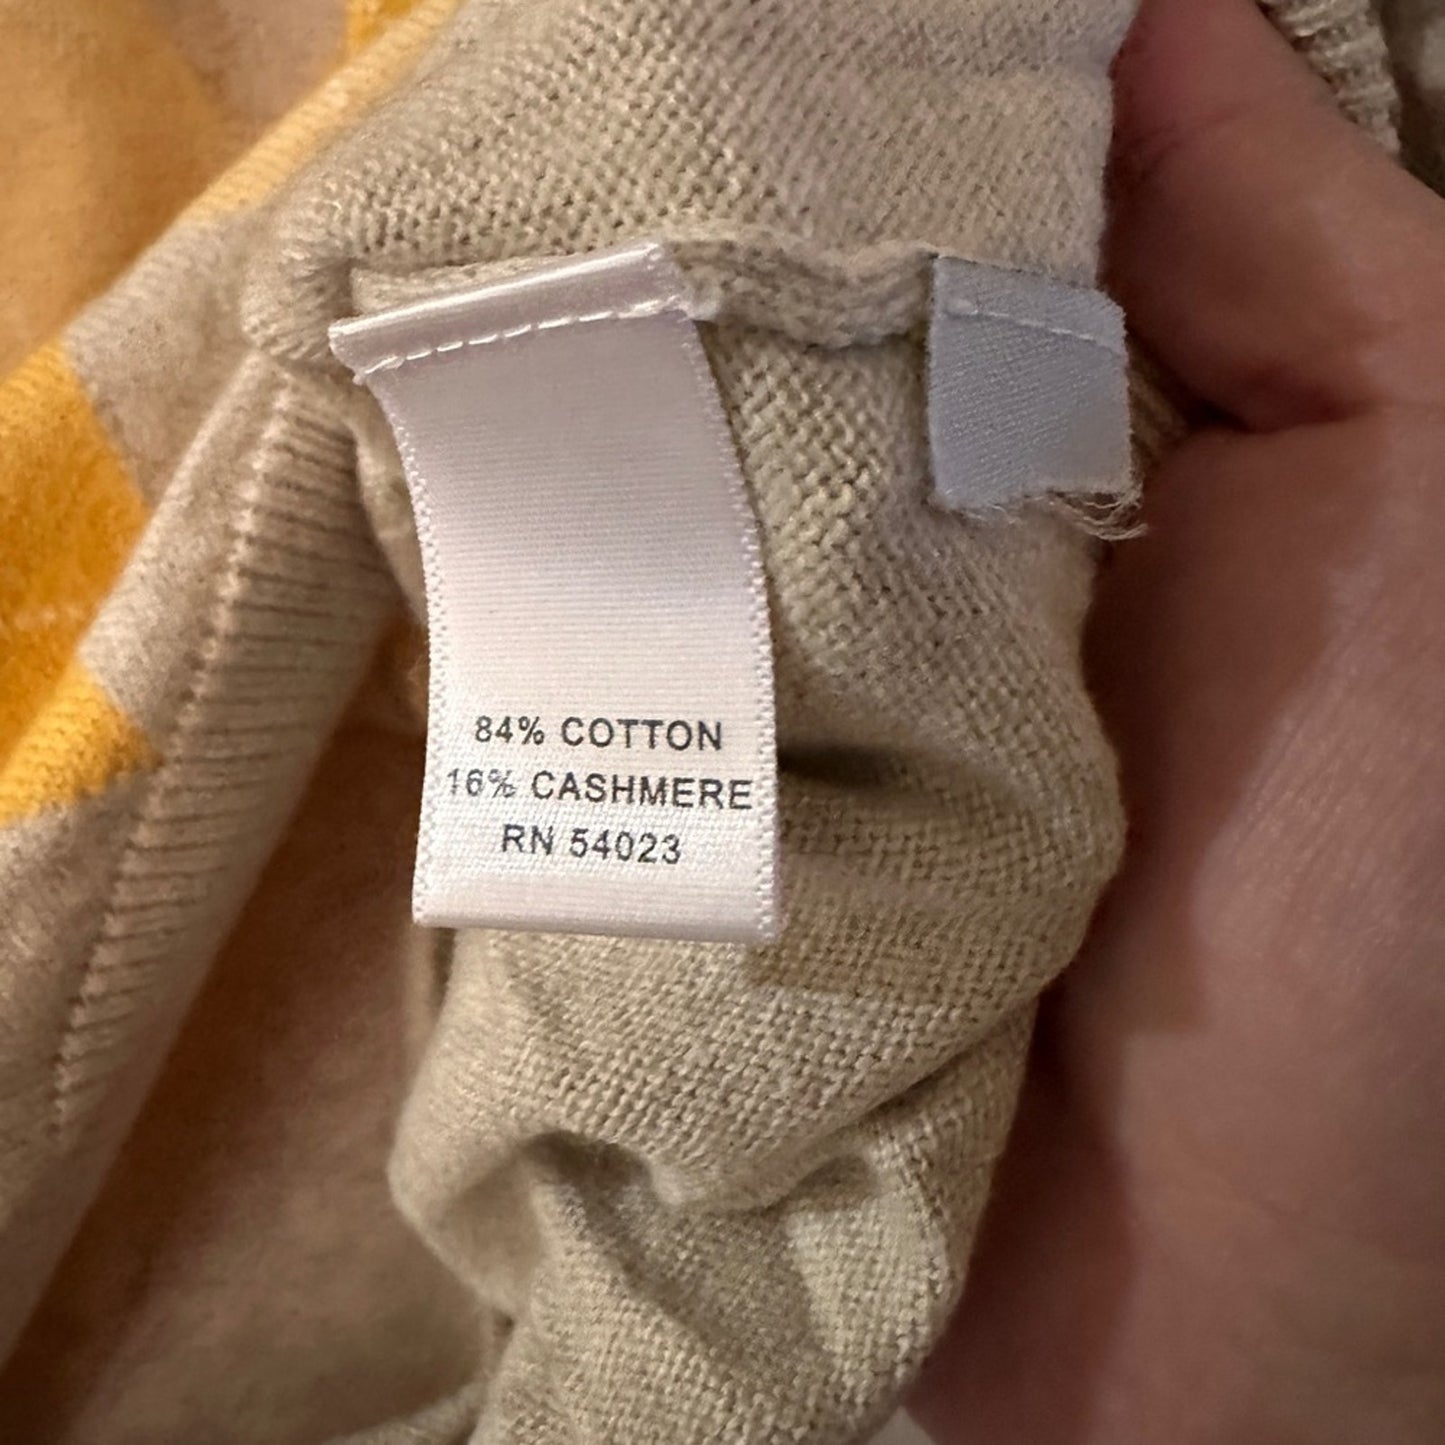 84% COTTON
16% CASHMERE
RN 54023